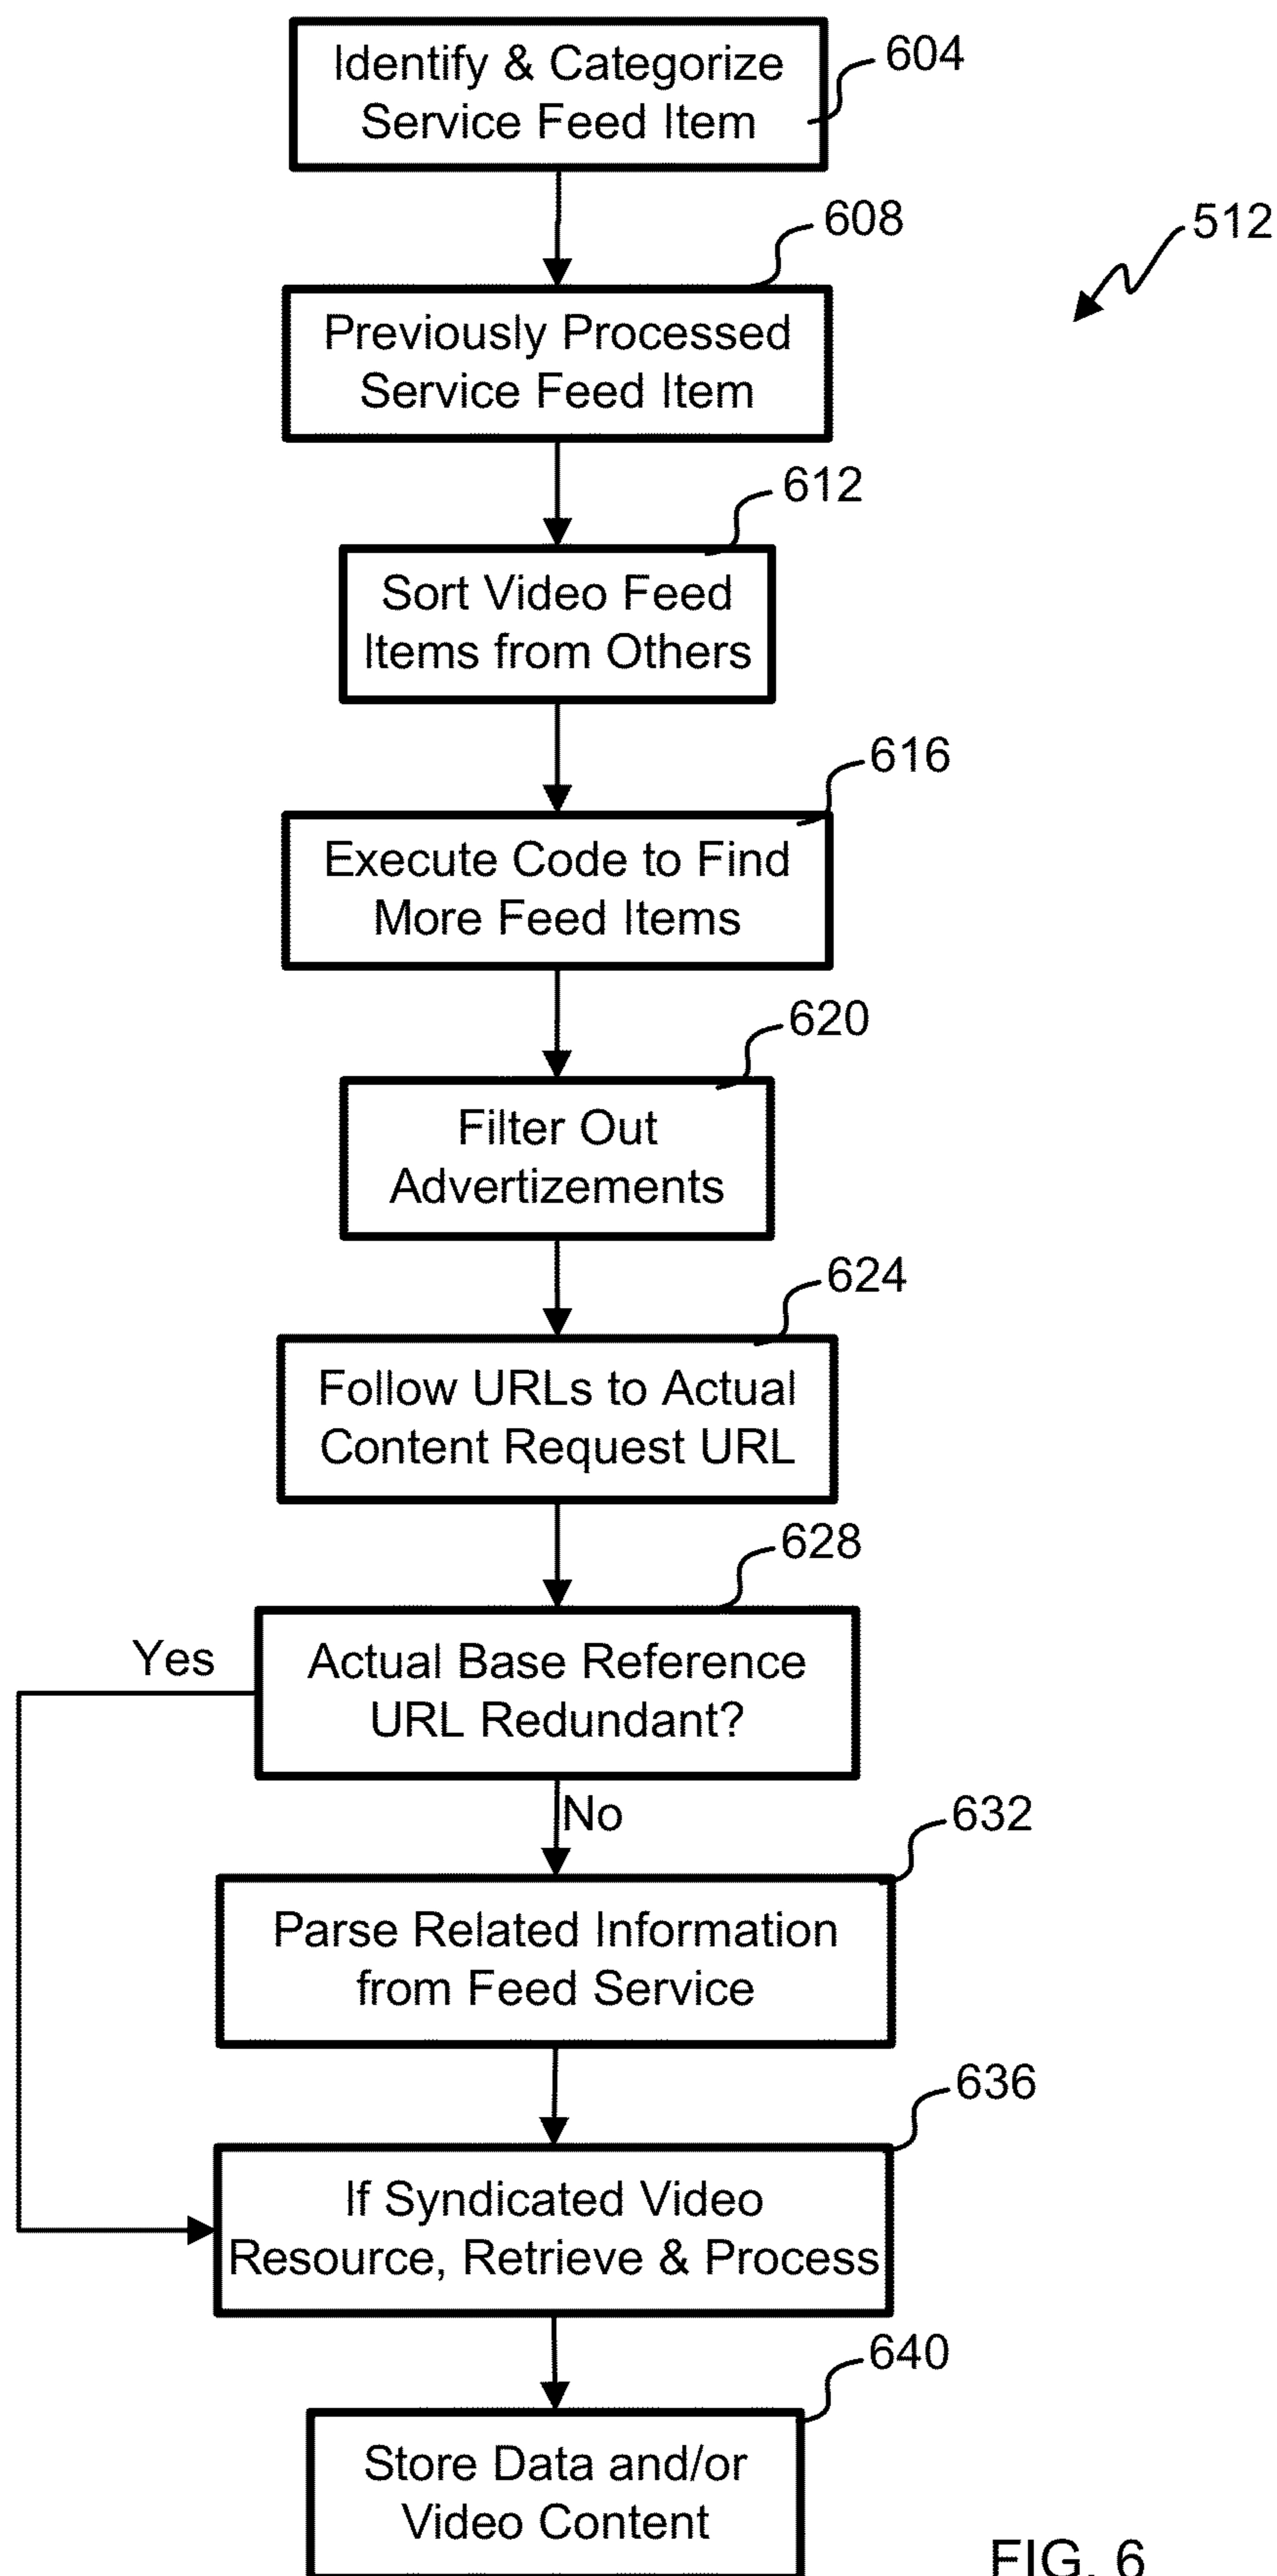 Identify & Categorize
Service Feed Item
604
512
608
Previously Processed
Service Feed Item
612
Sort Video Feed
Items from Others
616
Execute Code to Find
More Feed Items
620
Filter Out
Advertizements
624
Follow URLs to Actual
Content Request URL
628
Actual Base Reference
URL Redundant?
Yes
No
632
Parse Related Information
from Feed Service
636
If Syndicated Video
Resource, Retrieve & Process
640
Store Data and/or
Video Content
FIG. 6